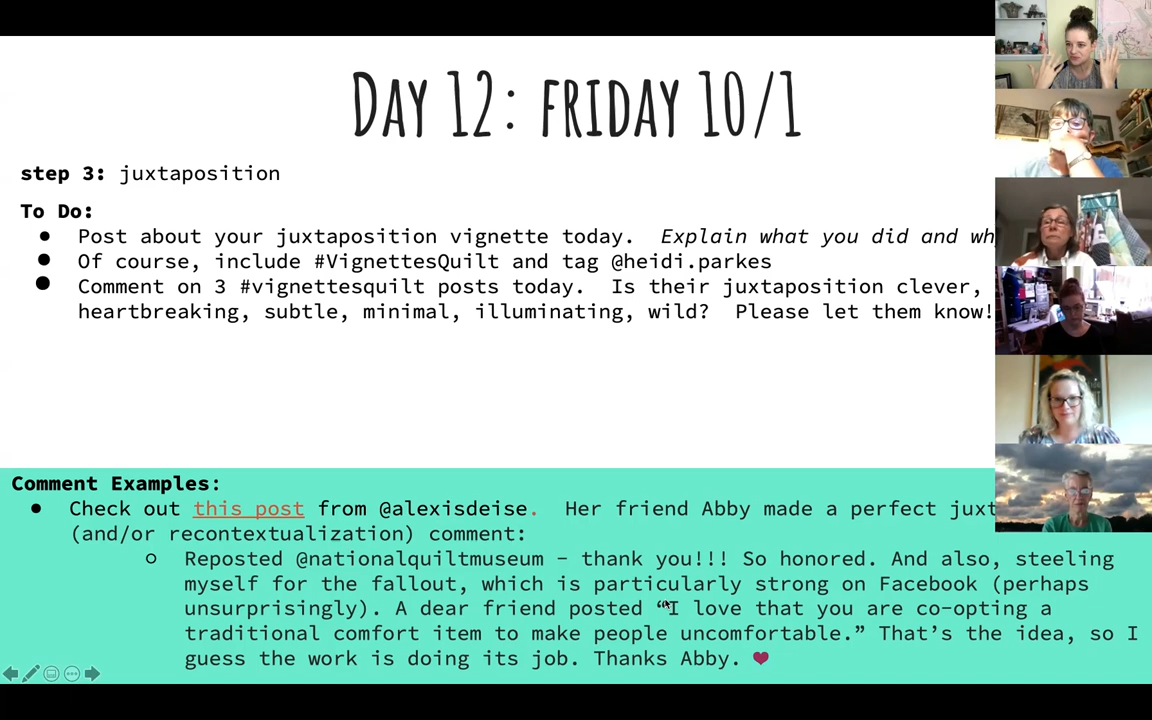 Day 12: Friday 10/1
step 3: juxtaposition
To Do:
● Post about your juxtaposition vignette today. Explain what you did and wh
● Of course, include #VignettesQuilt and tag @heidi.parkes
● Comment on 3 #vignettesquilt posts today. Is their juxtaposition clever,
heartbreaking, subtle, minimal, illuminating, wild? Please let them know!
Comment Examples:
● Check out this post from @alexisdeise. Her friend Abby made a perfect juxt
(and/or recontextualization) comment:
○ Reposted @nationalquiltmuseum – thank you!!! So honored. And also, steeling
myself for the fallout, which is particularly strong on Facebook (perhaps
unsurprisingly). A dear friend posted “I love that you are co-opting a
traditional comfort item to make people uncomfortable.” That’s the idea, so I
guess the work is doing its job. Thanks Abby. ❤